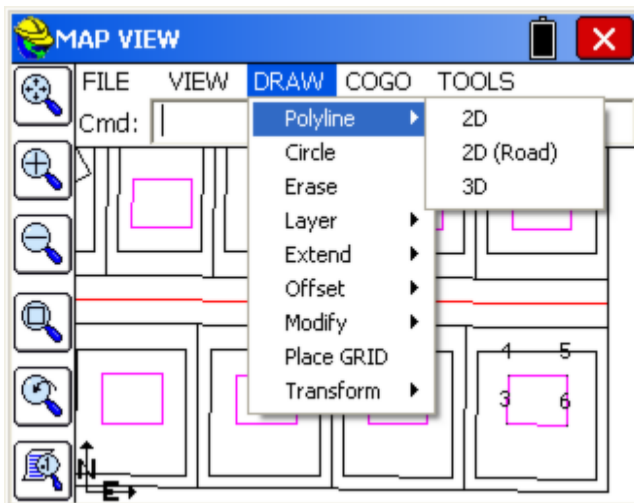 MAP VIEW
FILE VIEW DRAW COGO TOOLS
Cmd:
Polyline
Circle
Erase
Layer
Extend
Offset
Modify
Place GRID
Transform
2D
2D (Road)
3D
4 5
3 6
N
E